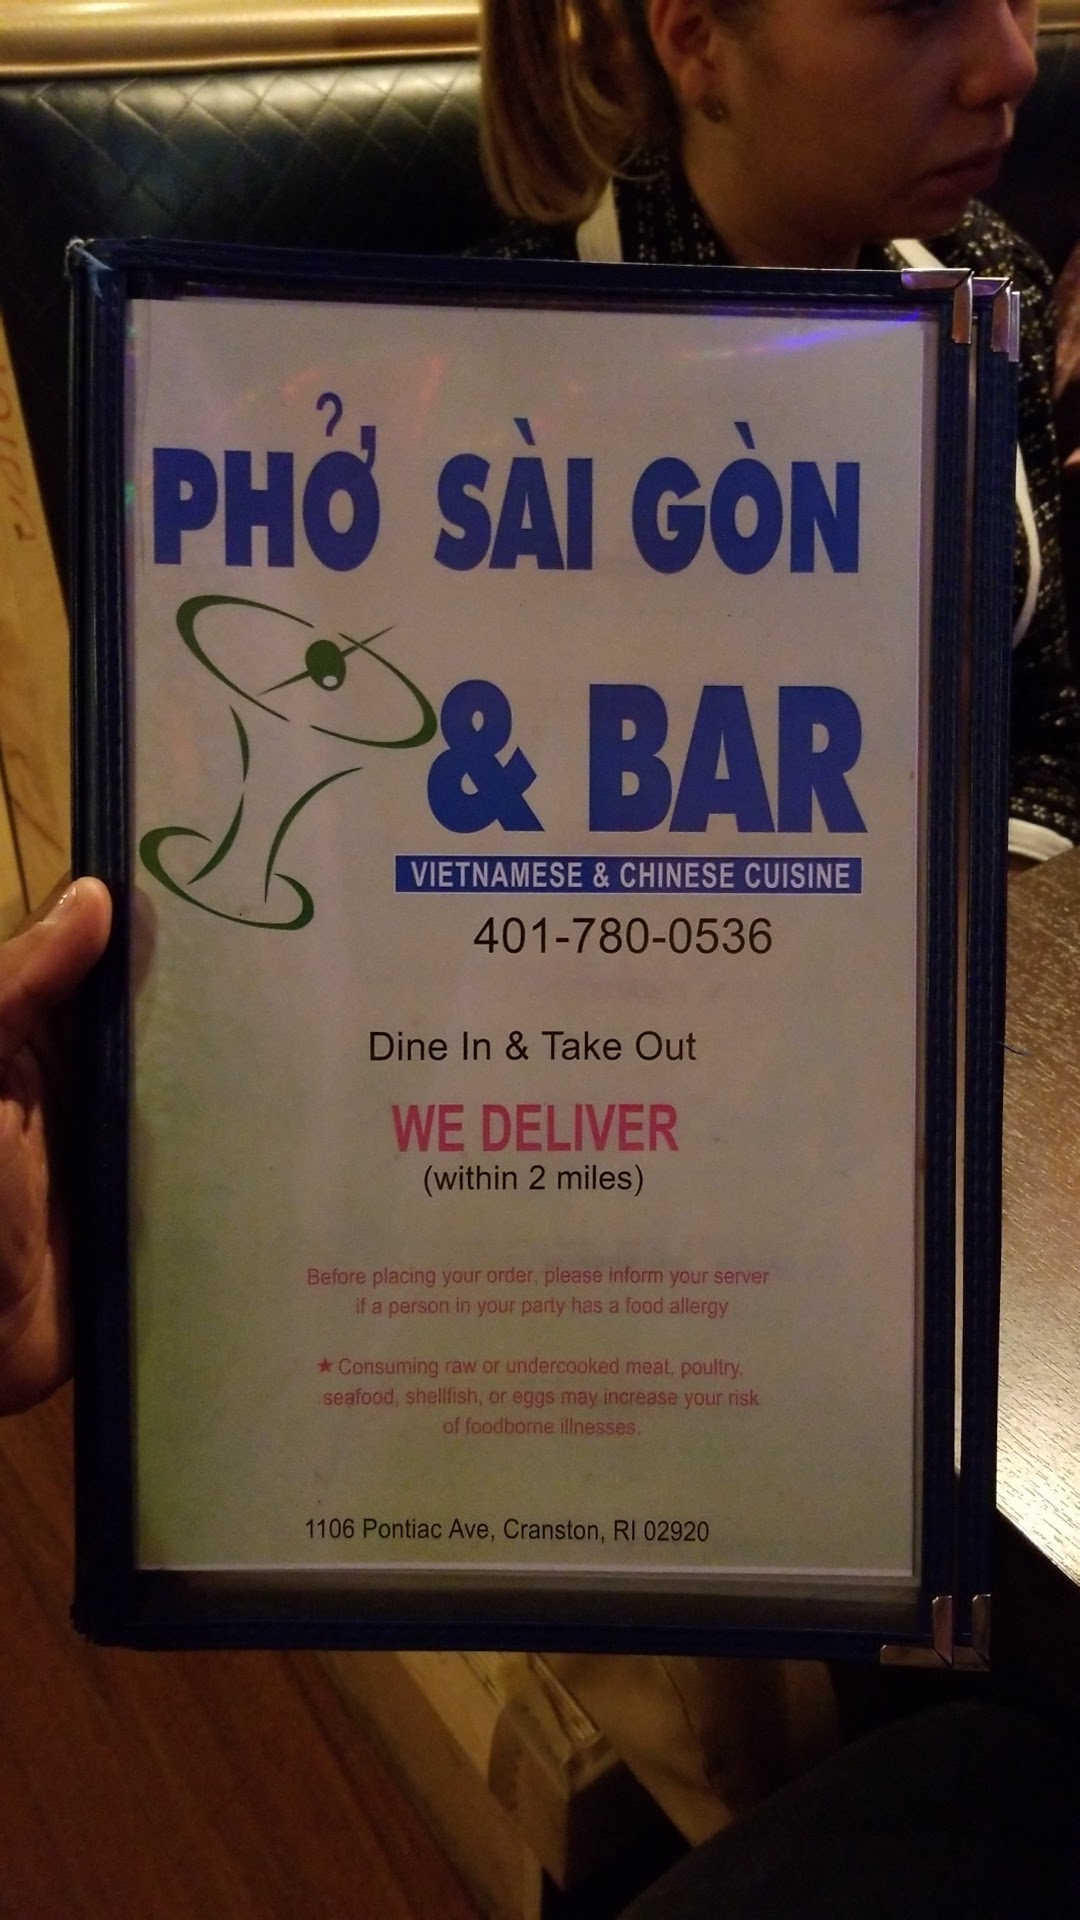 PHỞ SÀI GÒN
& BAR
VIETNAMESE & CHINESE CUISINE
401-780-0536
Dine In & Take Out
WE DELIVER
(within 2 miles)
Before placing your order, please inform your server
if a person in your party has a food allergy
★ Consuming raw or undercooked meat, poultry,
seafood, shellfish, or eggs may increase your risk
of foodborne illnesses.
1106 Pontiac Ave, Cranston, RI 02920